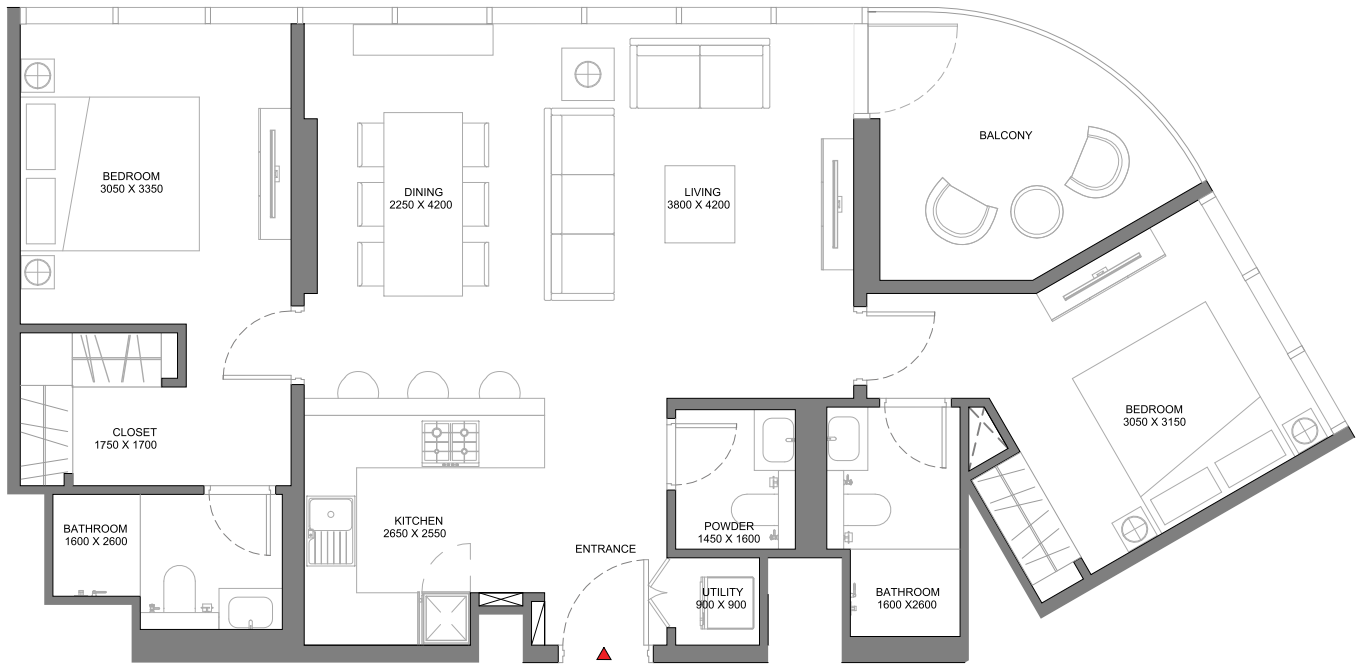 BALCONY
BEDROOM
3050 X 3350
DINING
2250 X 4200
LIVING
3800 X 4200
BEDROOM
3050 X 3150
CLOSET
1750 X 1700
KITCHEN
2650 X 2550
BATHROOM
1600 X 2600
POWDER
1450 X 1600
ENTRANCE
UTILITY
900 X 900
BATHROOM
1600 X2600